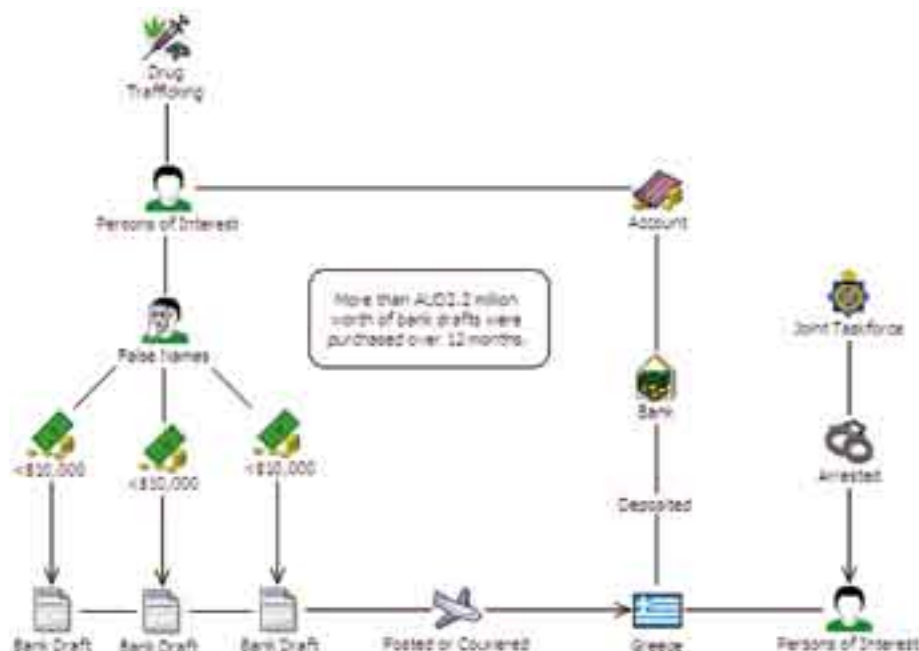 Drug
Trafficking
Persons of Interest
Account
More than AUD2.2 million
worth of bank drafts were
purchased over 12 months.
Joint Taskforce
False Names
Bank
<$10,000
<$10,000
<$10,000
Arrested
Deposited
Bank Draft
Bank Draft
Bank Draft
Posted or Couriered
Greece
Persons of Interest